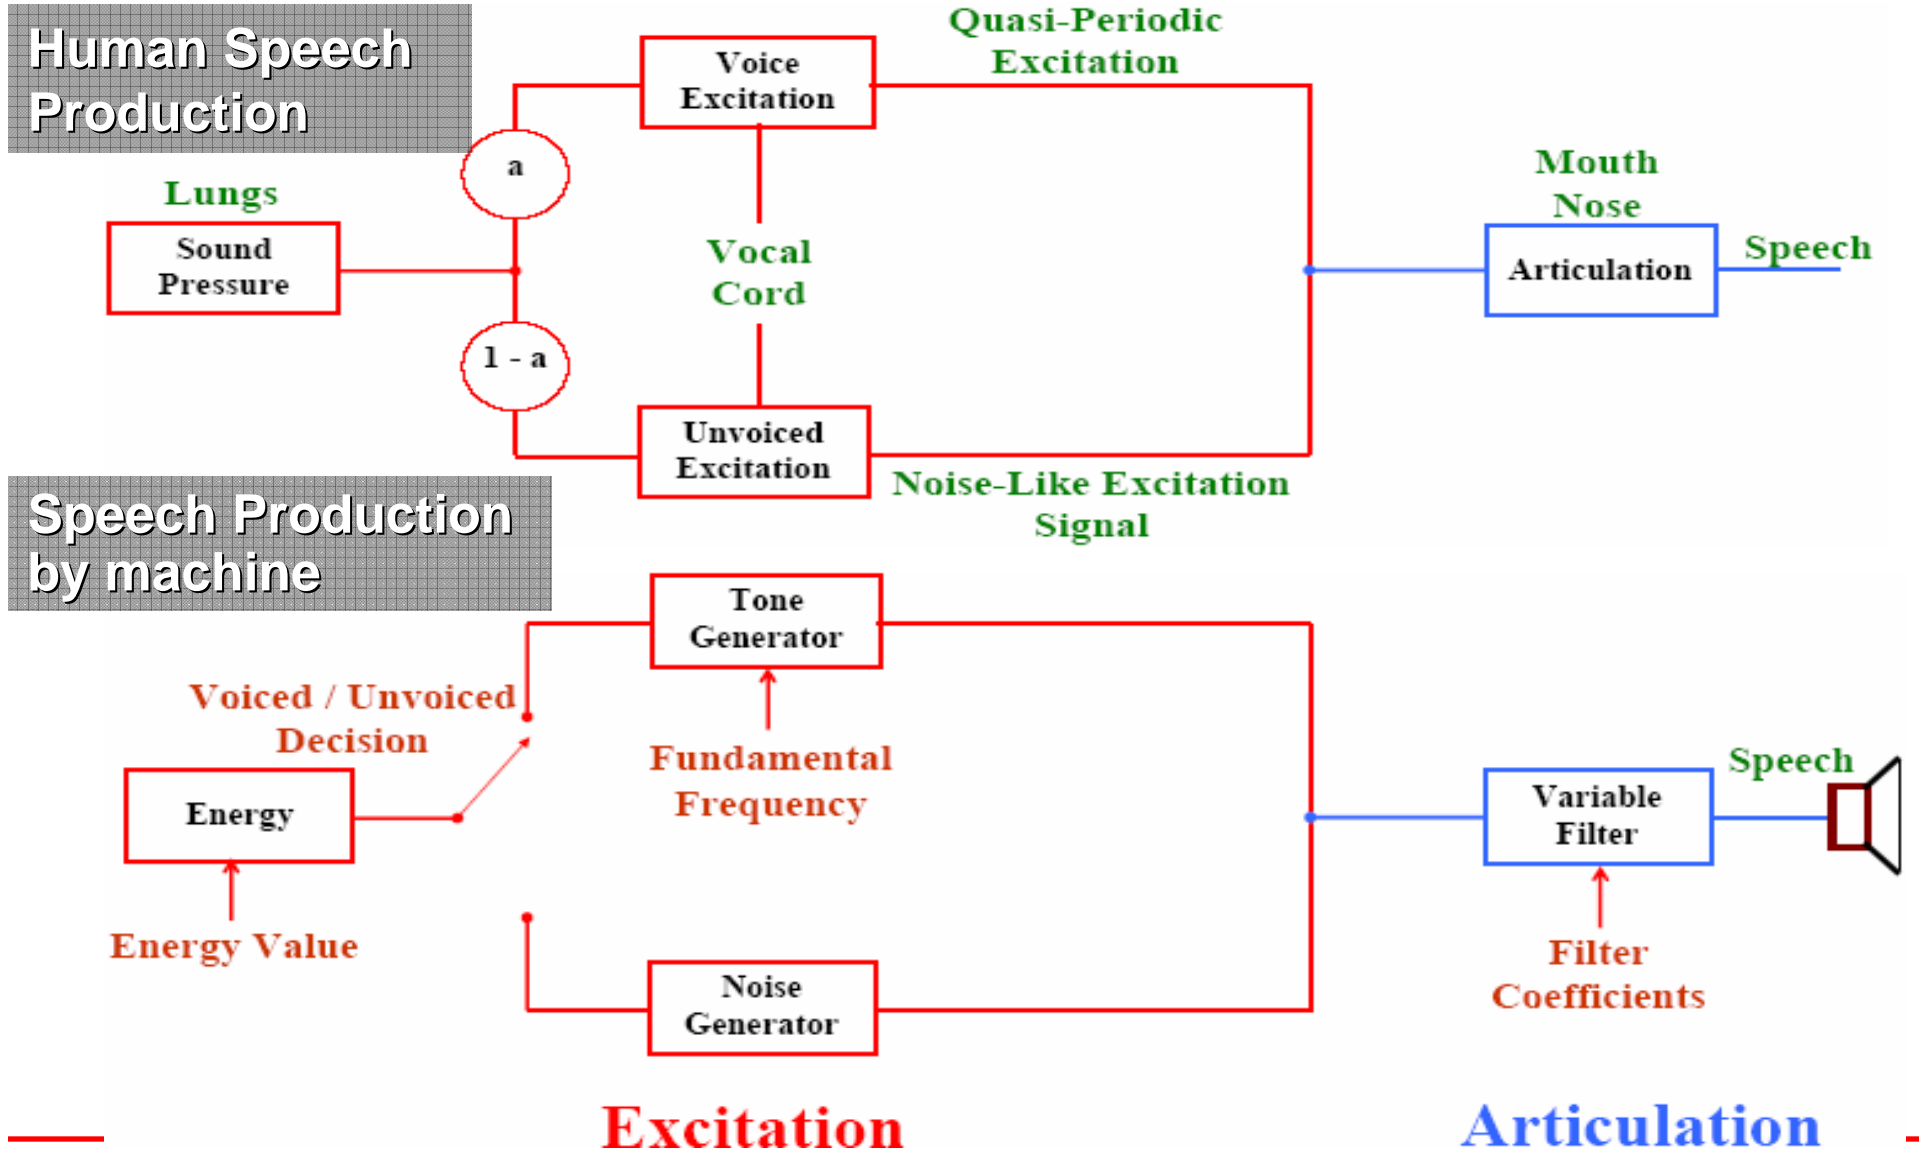 Human Speech
Production
Quasi-Periodic
Excitation
Voice
Excitation
a
Lungs
Sound
Pressure
Vocal
Cord
Mouth
Nose
Articulation
Speech
1 - a
Unvoiced
Excitation
Noise-Like Excitation
Signal
Speech Production
by machine
Tone
Generator
Voiced / Unvoiced
Decision
Fundamental
Frequency
Energy
Energy Value
Variable
Filter
Speech
Filter
Coefficients
Noise
Generator
Excitation
Articulation